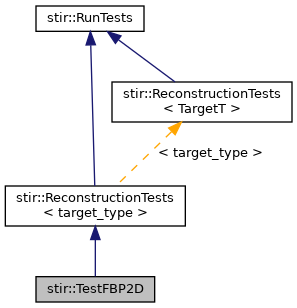 stir::RunTests
stir::ReconstructionTests
< TargetT >
< target_type >
stir::ReconstructionTests
< target_type >
stir::TestFBP2D